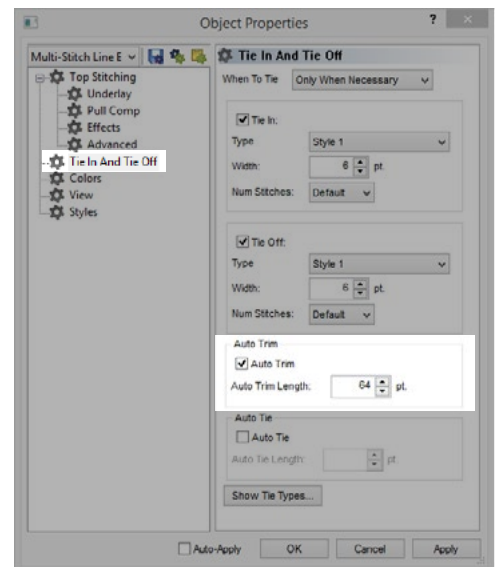 Object Properties ?
Multi-Stitch Line E
Top Stitching
Underlay
Pull Comp
Effects
Advanced
Tie In And Tie Off
Colors
View
Styles
Tie In And Tie Off
When To Tie Only When Necessary
Tie In:
Type Style 1
Width: 6 pt.
Num Stitches: Default
Tie Off:
Type Style 1
Width: 6 pt.
Num Stitches: Default
Auto Trim
Auto Trim
Auto Trim Length: 64 pt.
Auto Tie
Auto Tie
Auto Tie Length: pt.
Show Tie Types...
Auto-Apply OK Cancel Apply